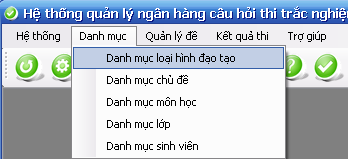 Hệ thống quản lý ngân hàng câu hỏi thi trắc nghiệ
Hệ thống Danh mục Quản lý đề Kết quả thi Trợ giúp
Danh mục loại hình đạo tạo
Danh mục chủ đề
Danh mục môn học
Danh mục lớp
Danh mục sinh viên